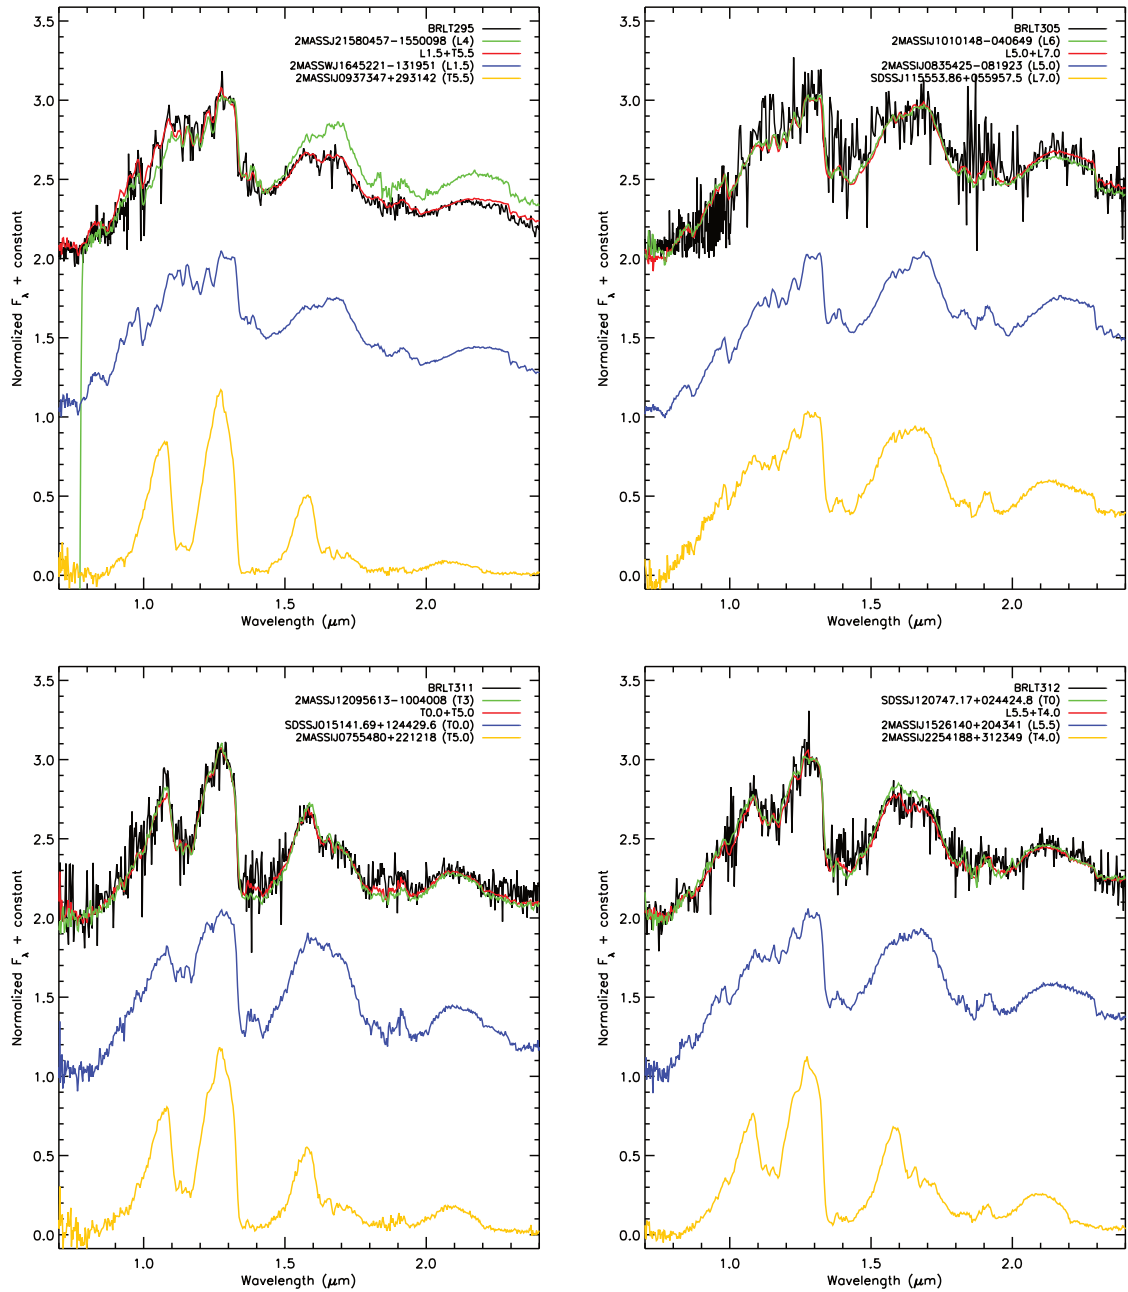 BRLT295
2MASSJ21580457-1550098 (L4)
L1.5+T5.5
2MASSWJ1645221-131951 (L1.5)
2MASSIJ0937347+293142 (T5.5)
3.5
3.0
2.5
2.0
1.5
1.0
0.5
0.0
Normalized Fλ + constant
1.0 1.5 2.0
Wavelength (μm)
BRLT305
2MASSIJ1010148-040649 (L6)
L5.0+L7.0
2MASSIJ0835425-081923 (L5.0)
SDSSJ115553.86+055957.5 (L7.0)
3.5
3.0
2.5
2.0
1.5
1.0
0.5
0.0
Normalized Fλ + constant
1.0 1.5 2.0
Wavelength (μm)
BRLT311
2MASSJ12095613-1004008 (T3)
T0.0+T5.0
SDSSJ015141.69+124429.6 (T0.0)
2MASSIJ0755480+221218 (T5.0)
3.5
3.0
2.5
2.0
1.5
1.0
0.5
0.0
Normalized Fλ + constant
1.0 1.5 2.0
Wavelength (μm)
BRLT312
SDSSJ120747.17+024424.8 (T0)
L5.5+T4.0
2MASSIJ1526140+204341 (L5.5)
2MASSIJ2254188+312349 (T4.0)
3.5
3.0
2.5
2.0
1.5
1.0
0.5
0.0
Normalized Fλ + constant
1.0 1.5 2.0
Wavelength (μm)